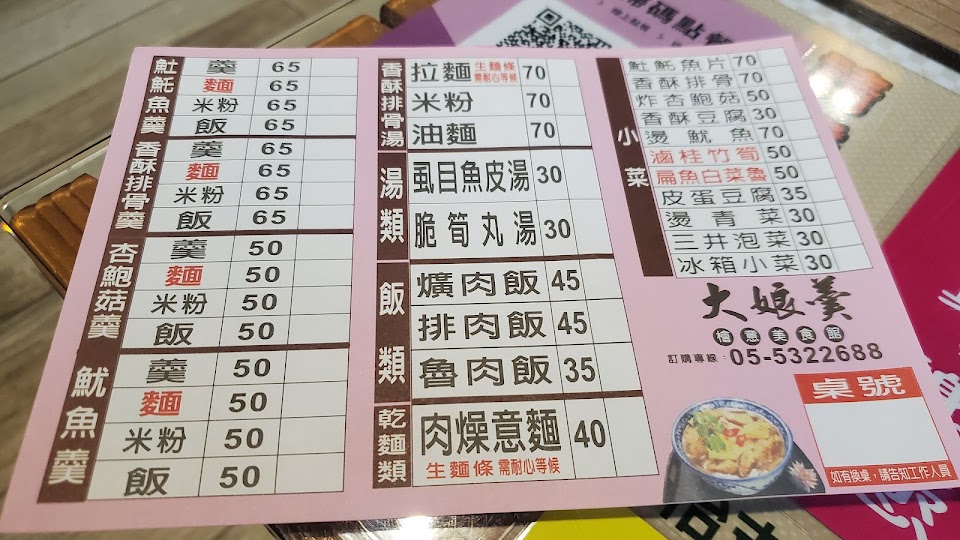 魠魚羹
羹 65
麵 65
米粉 65
飯 65
香酥排骨羹
羹 65
麵 65
米粉 65
飯 65
杏鮑菇羹
羹 50
麵 50
米粉 50
飯 50
魷魚羹
羹 50
麵 50
米粉 50
飯 50
香酥排骨湯
拉麵 生麵條 需耐心等候 70
米粉 70
油麵 70
湯類
虱目魚皮湯 30
脆筍丸湯 30
飯類
爌肉飯 45
排肉飯 45
魯肉飯 35
乾麵類
肉燥意麵 40
生麵條 需耐心等候
小菜
魠魚片 70
香酥排骨 70
炸杏鮑菇 50
香酥豆腐 30
燙魷魚 70
滷桂竹筍 50
扁魚白菜魯 50
皮蛋豆腐 35
燙青菜 30
三井泡菜 30
冰箱小菜 30
大娘羹
檜意美食館
訂購專線：05-5322688
桌號
如有換桌，請告知工作人員
掃碼點餐